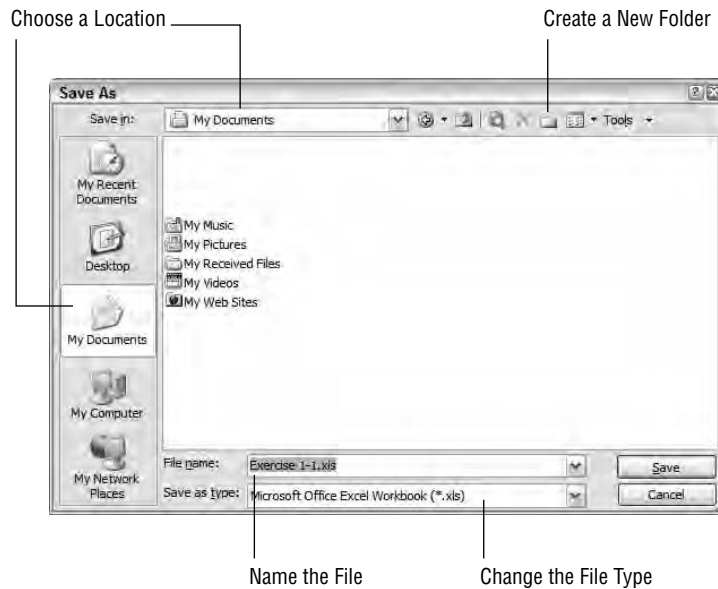 Choose a Location
Create a New Folder
Save As
Save in:
My Documents
Tools
My Recent
Documents
Desktop
My Documents
My Computer
My Network
Places
My Music
My Pictures
My Received Files
My Videos
My Web Sites
File name:
Exercise 1-1.xls
Save
Save as type:
Microsoft Office Excel Workbook (*.xls)
Cancel
Name the File
Change the File Type